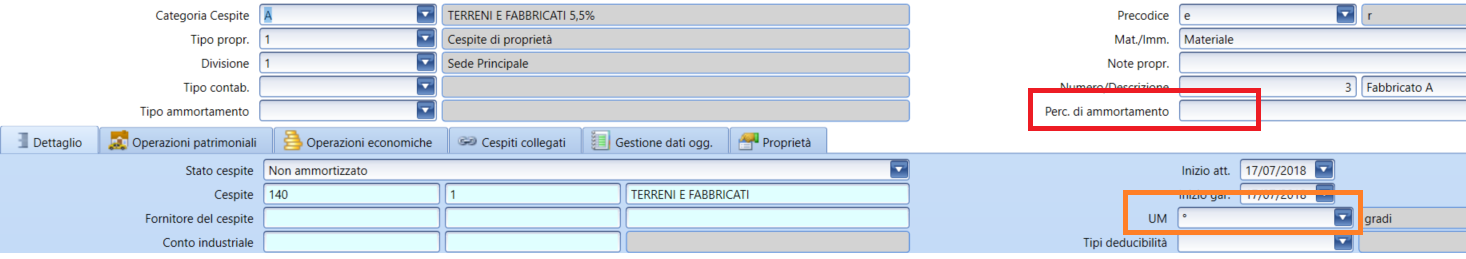 Categoria Cespite A TERRENI E FABBRICATI 5,5% Precodice e r
Tipo propr. 1 Cespite di proprietà Mat./Imm. Materiale
Divisione 1 Sede Principale Note propr.
Tipo contab. Numero/Descrizione 3 Fabbricato A
Tipo ammortamento Perc. di ammortamento
Dettaglio Operazioni patrimoniali Operazioni economiche Cespiti collegati Gestione dati ogg. Proprietà
Stato cespite Non ammortizzato Inizio att. 17/07/2018
Cespite 140 1 TERRENI E FABBRICATI Inizio gar. 17/07/2018
Fornitore del cespite UM ° gradi
Conto industriale Tipi deducibilità